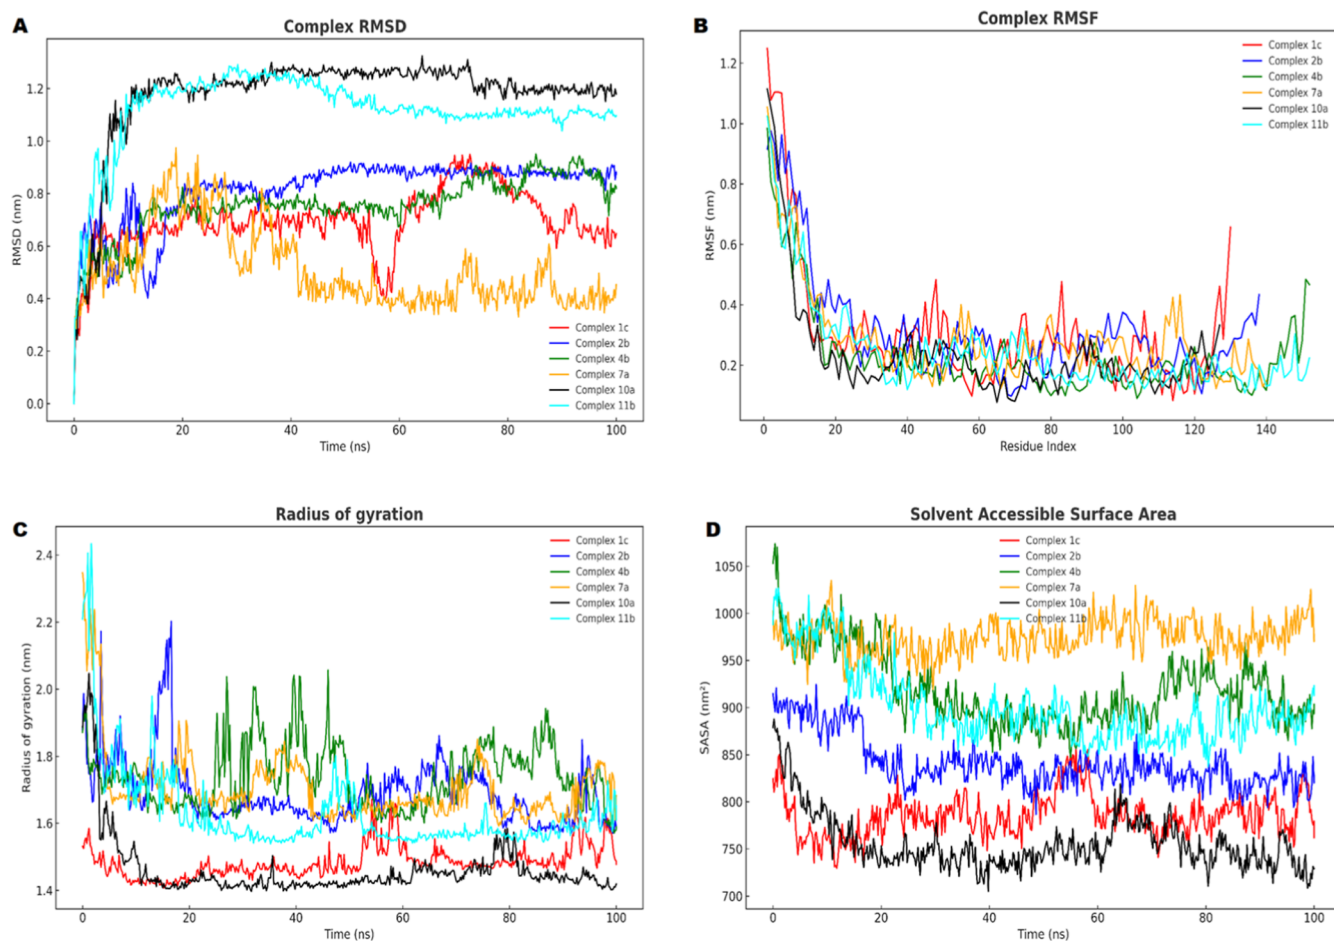 A
Complex RMSD
RMSD (nm)
1.2
1.0
0.8
0.6
0.4
0.2
0.0
0
20
40
60
80
100
Time (ns)
Complex 1c
Complex 2b
Complex 4b
Complex 7a
Complex 10a
Complex 11b
B
Complex RMSF
RMSF (nm)
1.2
1.0
0.8
0.6
0.4
0.2
0
20
40
60
80
100
120
140
Residue Index
Complex 1c
Complex 2b
Complex 4b
Complex 7a
Complex 10a
Complex 11b
C
Radius of gyration
Radius of gyration (nm)
2.4
2.2
2.0
1.8
1.6
1.4
0
20
40
60
80
100
Time (ns)
Complex 1c
Complex 2b
Complex 4b
Complex 7a
Complex 10a
Complex 11b
D
Solvent Accessible Surface Area
SASA (nm²)
1050
1000
950
900
850
800
750
700
0
20
40
60
80
100
Time (ns)
Complex 1c
Complex 2b
Complex 4b
Complex 7a
Complex 10a
Complex 11b